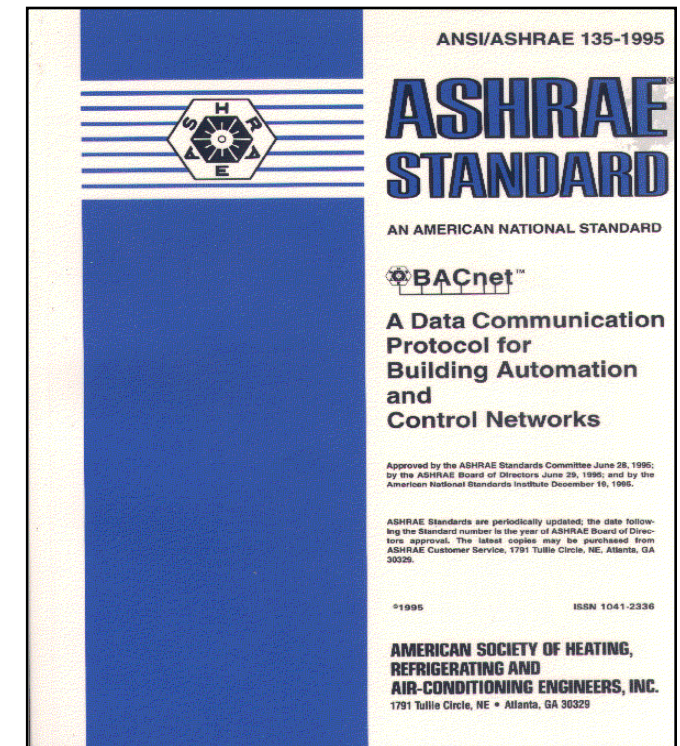 ANSI/ASHRAE 135-1995
ASHRAE®
STANDARD
ASHRAE
AN AMERICAN NATIONAL STANDARD
BACnet™
A Data Communication
Protocol for
Building Automation
and
Control Networks
Approved by the ASHRAE Standards Committee June 28, 1995;
by the ASHRAE Board of Directors June 29, 1995; and by the
American National Standards Institute December 19, 1995.
ASHRAE Standards are periodically updated; the date follow-
ing the Standard number is the year of ASHRAE Board of Direc-
tors approval. The latest copies may be purchased from
ASHRAE Customer Service, 1791 Tullie Circle, NE, Atlanta, GA
30329.
©1995 ISSN 1041-2336
AMERICAN SOCIETY OF HEATING,
REFRIGERATING AND
AIR-CONDITIONING ENGINEERS, INC.
1791 Tullie Circle, NE • Atlanta, GA 30329